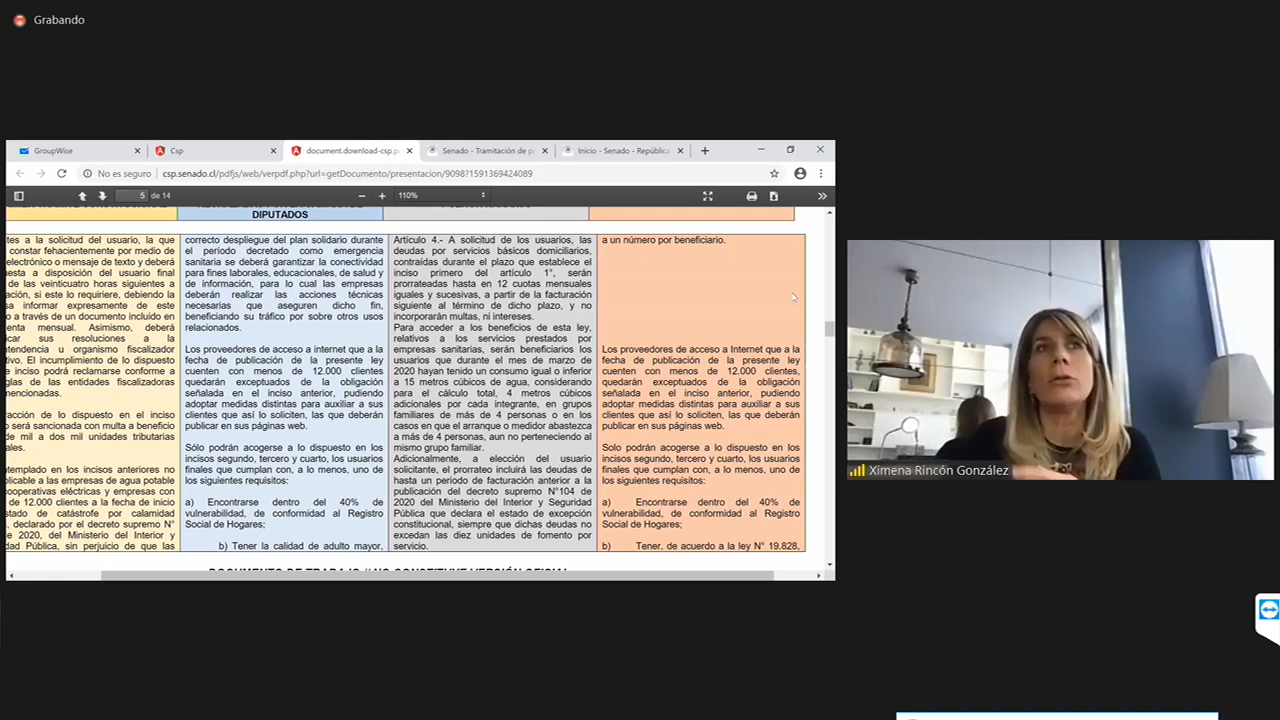 Grabando
GroupWise
Csp
document.download-csp.p
Senado - Tramitación de p
Inicio - Senado - Repúblic
No es seguro
csp.senado.cl/pdfjs/web/verpdf.php?url=getDocumento/presentacion/9098?1591369424089
5 de 14
110%
DIPUTADOS
tes a la solicitud del usuario, la que
constar fehacientemente por medio de
electrónico o mensaje de texto y deberá
uesta a disposición del usuario final
de las veinticuatro horas siguientes a
ación, si este lo requiriere, debiendo la
sa informar expresamente de esto
o a través de un documento incluido en
enta mensual. Asimismo, deberá
icar sus resoluciones a la
ntendencia u organismo fiscalizador
tivo. El incumplimiento de lo dispuesto
e inciso podrá reclamarse conforme a
glas de las entidades fiscalizadoras
mencionadas.
racción de lo dispuesto en el inciso
o será sancionada con multa a beneficio
de mil a dos mil unidades tributarias
ales.
ntemplado en los incisos anteriores no
plicable a las empresas de agua potable
cooperativas eléctricas y empresas con
de 12.000 clientes a la fecha de inicio
stado de catástrofe por calamidad
, declarado por el decreto supremo N°
e 2020, del Ministerio del Interior y
dad Pública, sin perjuicio de que las
correcto despliegue del plan solidario durante
el período decretado como emergencia
sanitaria se deberá garantizar la conectividad
para fines laborales, educacionales, de salud y
de información, para lo cual las empresas
deberán realizar las acciones técnicas
necesarias que aseguren dicho fin,
beneficiando su tráfico por sobre otros usos
relacionados.
Los proveedores de acceso a internet que a la
fecha de publicación de la presente ley
cuenten con menos de 12.000 clientes
quedarán exceptuados de la obligación
señalada en el inciso anterior, pudiendo
adoptar medidas distintas para auxiliar a sus
clientes que así lo soliciten, las que deberán
publicar en sus páginas web.
Sólo podrán acogerse a lo dispuesto en los
incisos segundo, tercero y cuarto, los usuarios
finales que cumplan con, a lo menos, uno de
los siguientes requisitos:
a) Encontrarse dentro del 40% de
vulnerabilidad, de conformidad al Registro
Social de Hogares;
b) Tener la calidad de adulto mayor,
Artículo 4.- A solicitud de los usuarios, las
deudas por servicios básicos domiciliarios,
contraídas durante el plazo que establece el
inciso primero del artículo 1°, serán
prorrateadas hasta en 12 cuotas mensuales
iguales y sucesivas, a partir de la facturación
siguiente al término de dicho plazo, y no
incorporarán multas, ni intereses.
Para acceder a los beneficios de esta ley,
relativos a los servicios prestados por
empresas sanitarias, serán beneficiarios los
usuarios que durante el mes de marzo de
2020 hayan tenido un consumo igual o inferior
a 15 metros cúbicos de agua, considerando
para el cálculo total, 4 metros cúbicos
adicionales por cada integrante, en grupos
familiares de más de 4 personas o en los
casos en que el arranque o medidor abastezca
a más de 4 personas, aun no perteneciendo al
mismo grupo familiar.
Adicionalmente, a elección del usuario
solicitante, el prorrateo incluirá las deudas de
hasta un periodo de facturación anterior a la
publicación del decreto supremo N°104 de
2020 del Ministerio del Interior y Seguridad
Pública que declara el estado de excepción
constitucional, siempre que dichas deudas no
excedan las diez unidades de fomento por
servicio.
a un número por beneficiario.
Los proveedores de acceso a Internet que a la
fecha de publicación de la presente ley
cuenten con menos de 12.000 clientes,
quedarán exceptuados de la obligación
señalada en el inciso anterior, pudiendo
adoptar medidas distintas para auxiliar a sus
clientes que así lo soliciten, las que deberán
publicar en sus páginas web.
Sólo podrán acogerse a lo dispuesto en los
incisos segundo, tercero y cuarto, los usuarios
finales que cumplan con, a lo menos, uno de
los siguientes requisitos:
a) Encontrarse dentro del 40% de
vulnerabilidad, de conformidad al Registro
Social de Hogares;
b) Tener, de acuerdo a la ley N° 19.828,
Ximena Rincón González